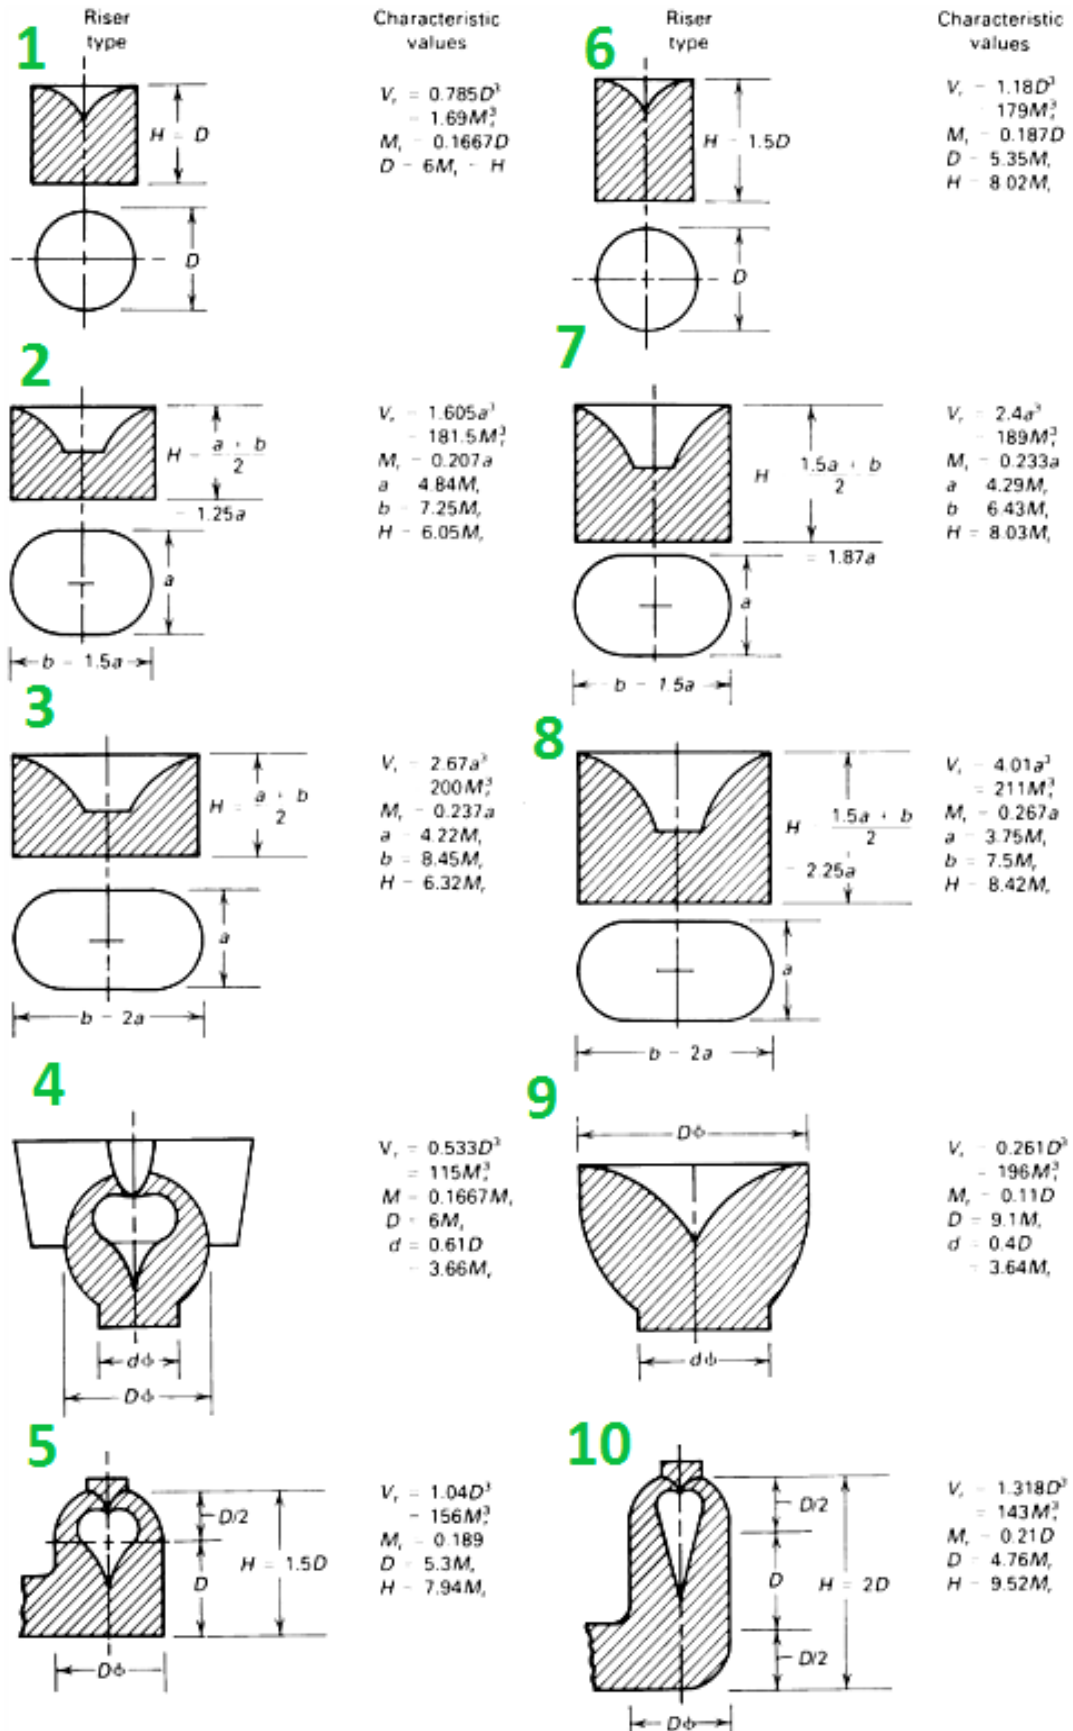 Riser
type
Characteristic
values
1
H = D
D
V, = 0.785D³
= 1.69M³,
M, = 0.1667D
D - 6M, - H
2
H - a + b / 2
- 1.25a
a
b - 1.5a
V, - 1.605a³
- 181.5M³,
M, - 0.207a
a 4.84M,
b - 7.25M,
H - 6.05M,
3
H = a + b / 2
a
b - 2a
V, - 2.67a³
200M³,
M, - 0.237a
a - 4.22M,
b = 8.45M,
H - 6.32M,
4
dϕ
Dϕ
V, = 0.533D³
= 115M³,
M - 0.1667M,
D = 6M,
d = 0.61D
- 3.66M,
5
D/2
D
H = 1.5D
Dϕ
V, = 1.04D³
- 156M³,
M, - 0.189
D = 5.3M,
H - 7.94M,
Riser
type
Characteristic
values
6
H - 1.5D
D
V, - 1.18D³
179M³,
M, - 0.187D
D - 5.35M,
H = 8.02M,
7
H 1.5a + b / 2
= 1.87a
a
b - 1.5a
V, - 2.4a³
- 189M³,
M, - 0.233a
a 4.29M,
b 6.43M,
H = 8.03M,
8
H - 1.5a + b / 2
- 2.25a
a
b - 2a
V, - 4.01a³
= 211M³,
M, - 0.267a
a - 3.75M,
b = 7.5M,
H - 8.42M,
9
Dϕ
dϕ
V, - 0.261D³
- 196M³,
M, - 0.11D
D = 9.1M,
d = 0.4D
= 3.64M,
10
D/2
D
D/2
H = 2D
Dϕ
V, - 1.318D³
= 143M³,
M, - 0.21D
D - 4.76M,
H = 9.52M,